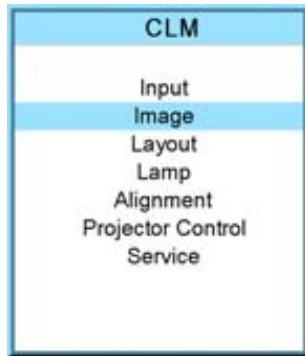 CLM
Input
Image
Layout
Lamp
Alignment
Projector Control
Service